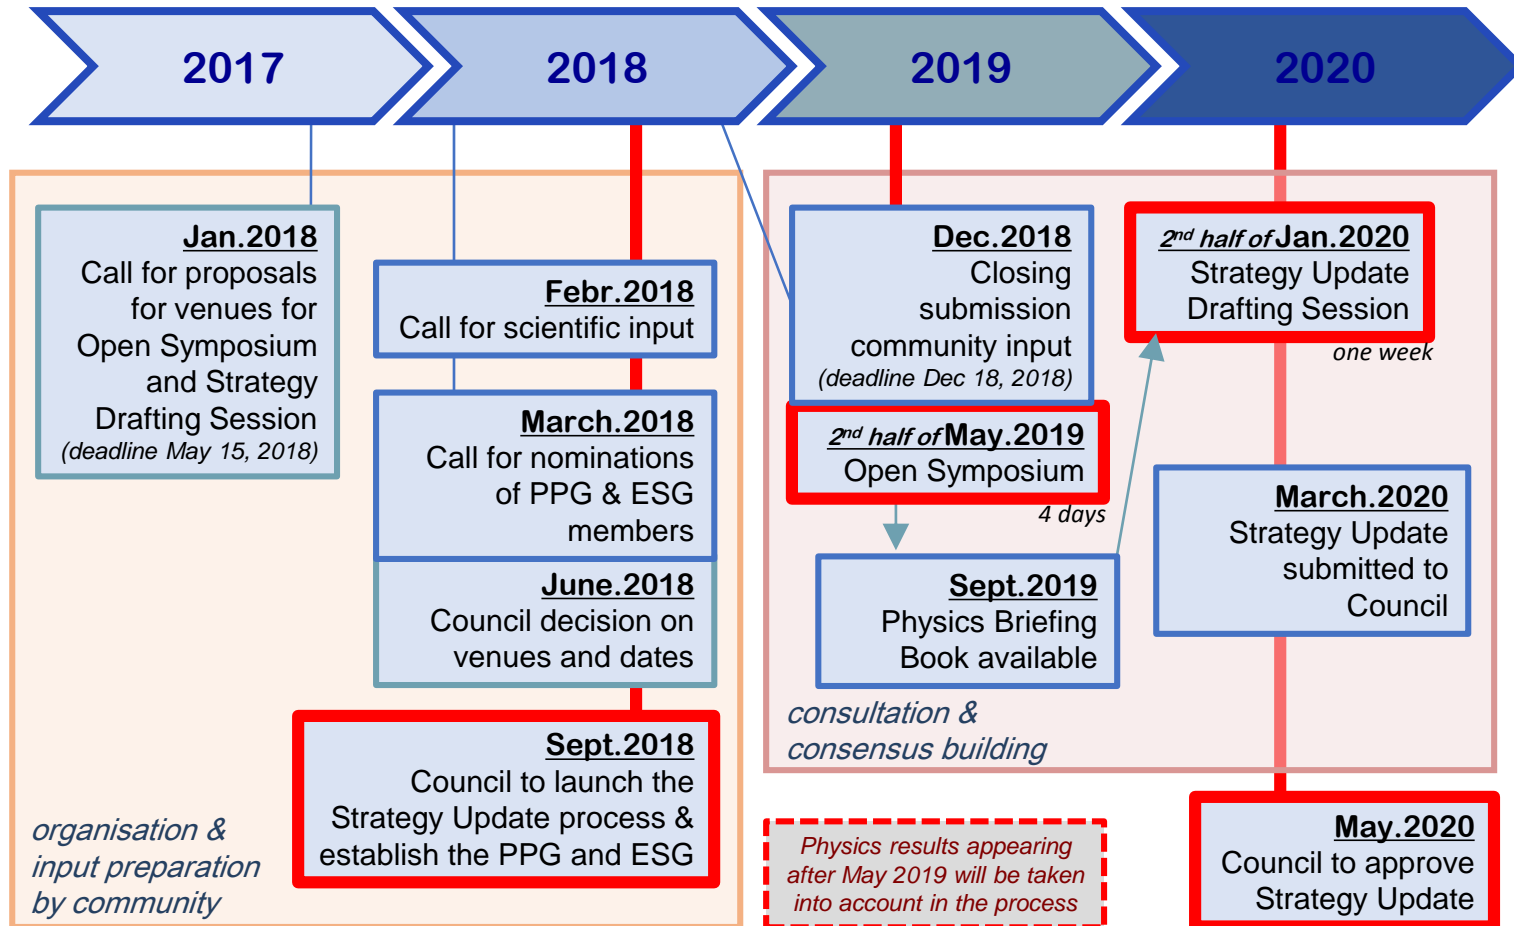 2017
2018
2019
2020
Jan.2018
Call for proposals
for venues for
Open Symposium
and Strategy
Drafting Session
(deadline May 15, 2018)
Febr.2018
Call for scientific input
March.2018
Call for nominations
of PPG & ESG
members
June.2018
Council decision on
venues and dates
Sept.2018
Council to launch the
Strategy Update process &
establish the PPG and ESG
organisation &
input preparation
by community
Dec.2018
Closing
submission
community input
(deadline Dec 18, 2018)
2nd half of May.2019
Open Symposium
4 days
Sept.2019
Physics Briefing
Book available
consultation &
consensus building
Physics results appearing
after May 2019 will be taken
into account in the process
2nd half of Jan.2020
Strategy Update
Drafting Session
one week
March.2020
Strategy Update
submitted to
Council
May.2020
Council to approve
Strategy Update